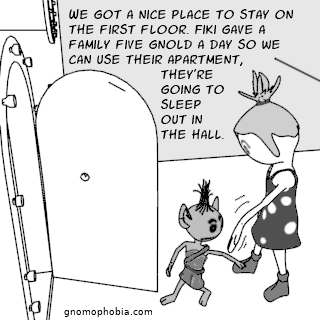 We got a nice place to stay on
the first floor. Fiki gave a
family five gnold a day so we
can use their apartment,
they're
going to
sleep
out in
the hall.
gnomophobia.com